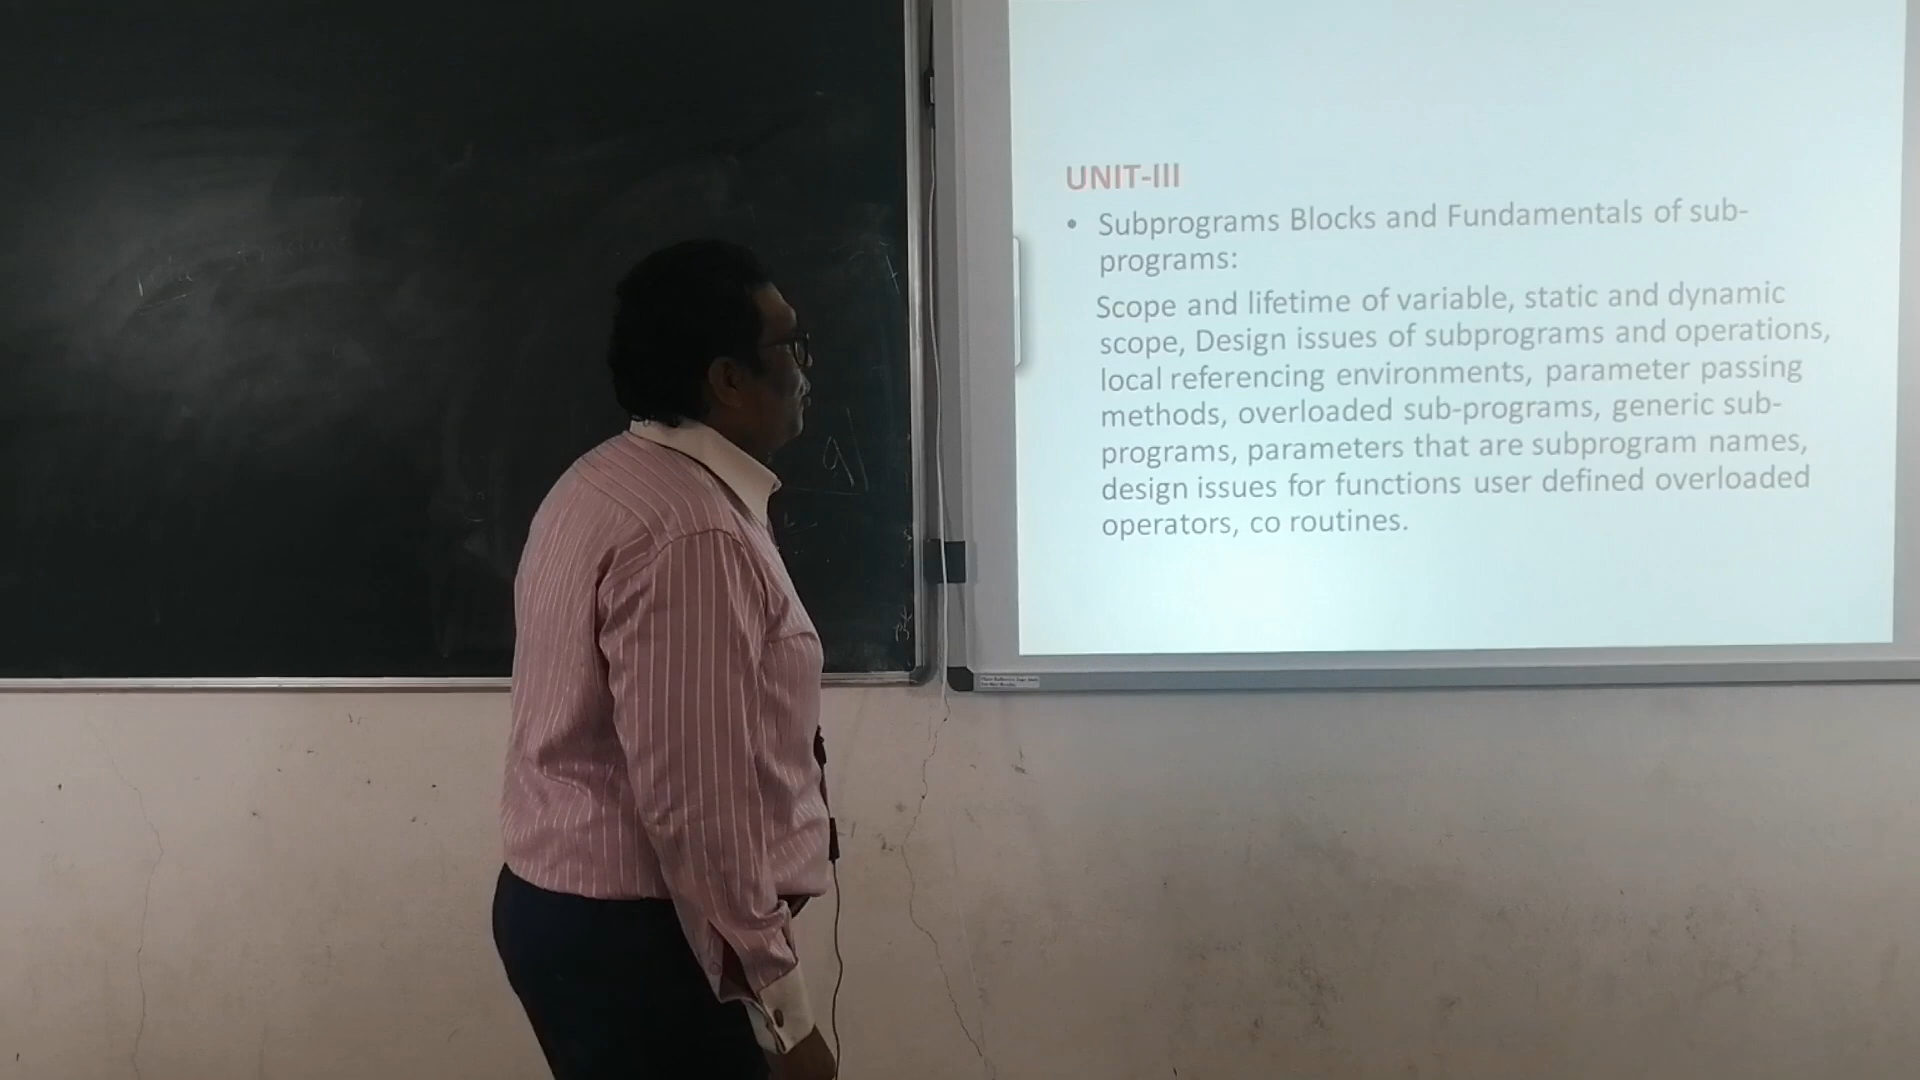 UNIT-III
• Subprograms Blocks and Fundamentals of sub-
programs:
Scope and lifetime of variable, static and dynamic
scope, Design issues of subprograms and operations,
local referencing environments, parameter passing
methods, overloaded sub-programs, generic sub-
programs, parameters that are subprogram names,
design issues for functions user defined overloaded
operators, co routines.